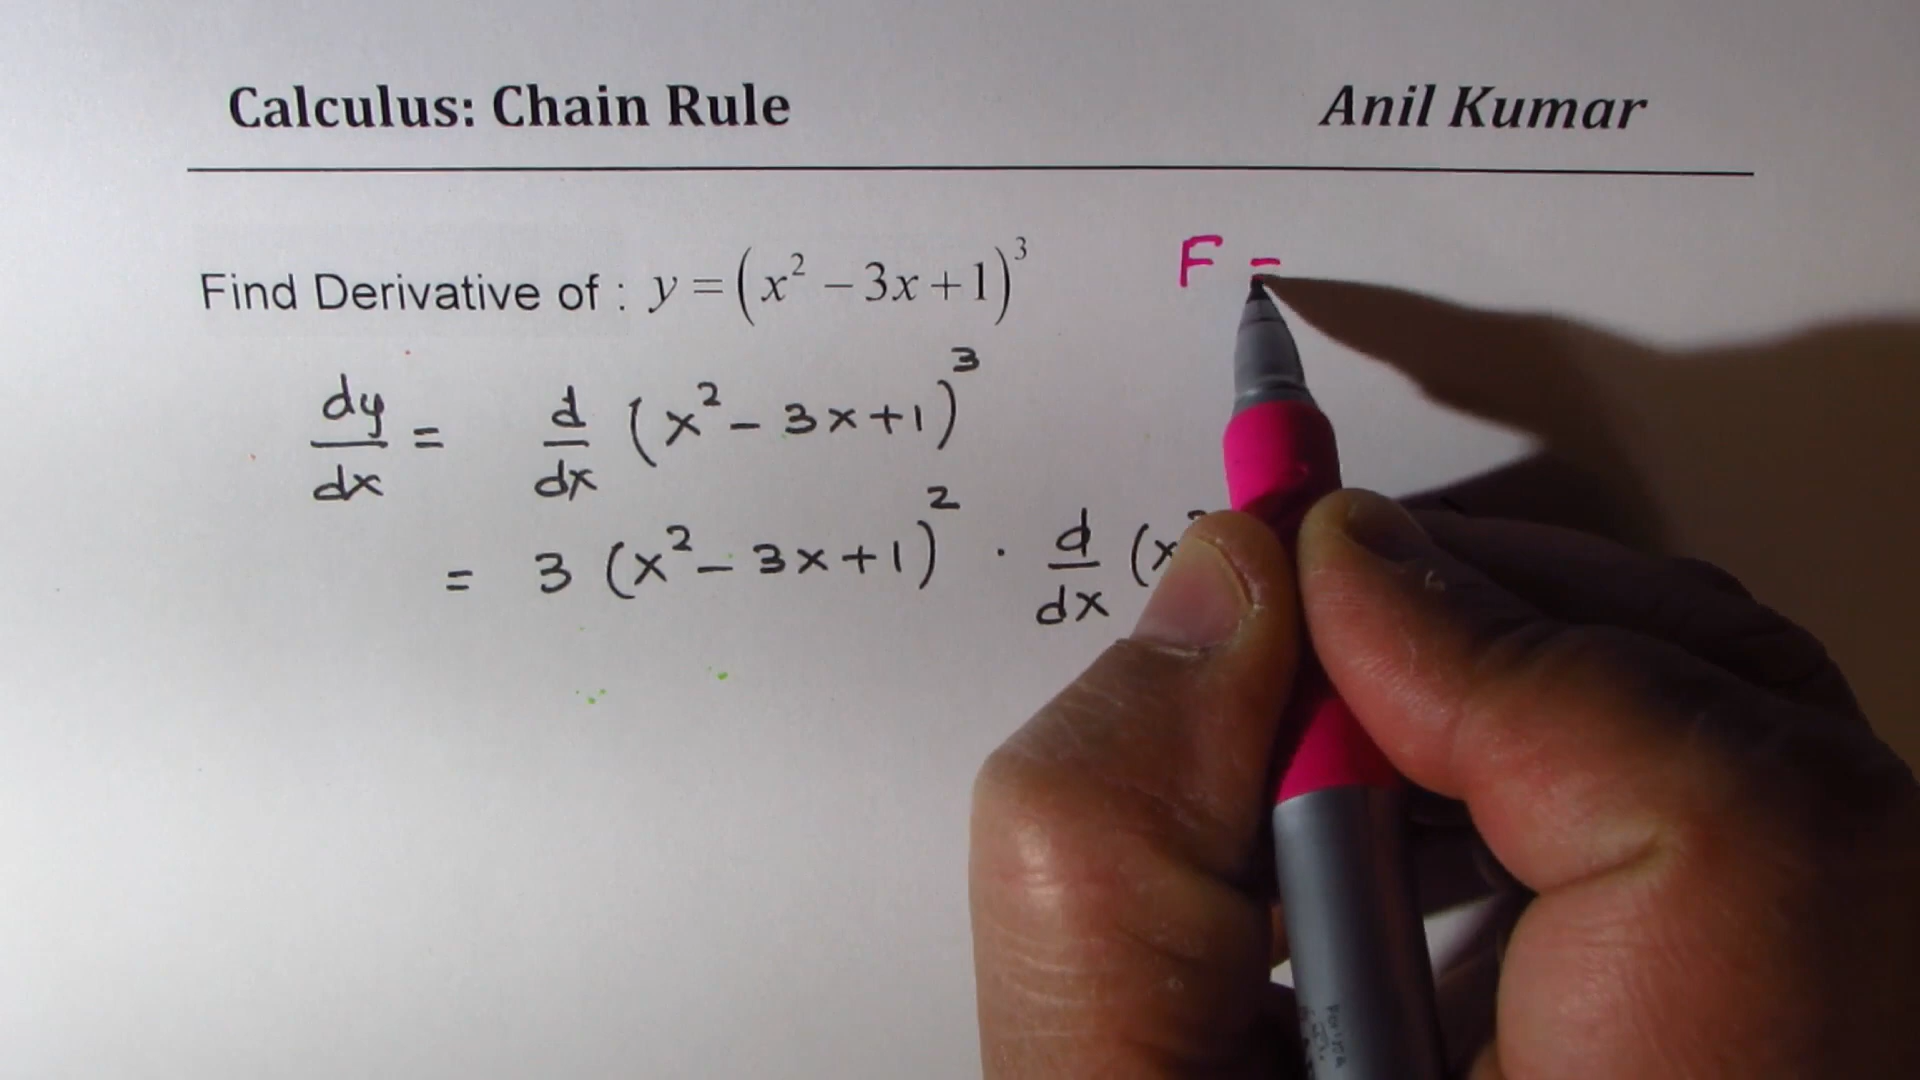 Calculus: Chain Rule Anil Kumar
Find Derivative of : y = (x² − 3x + 1)³ F =
dy/dx = d/dx (x² − 3x + 1)³
= 3 (x² − 3x + 1)² · d/dx (x²